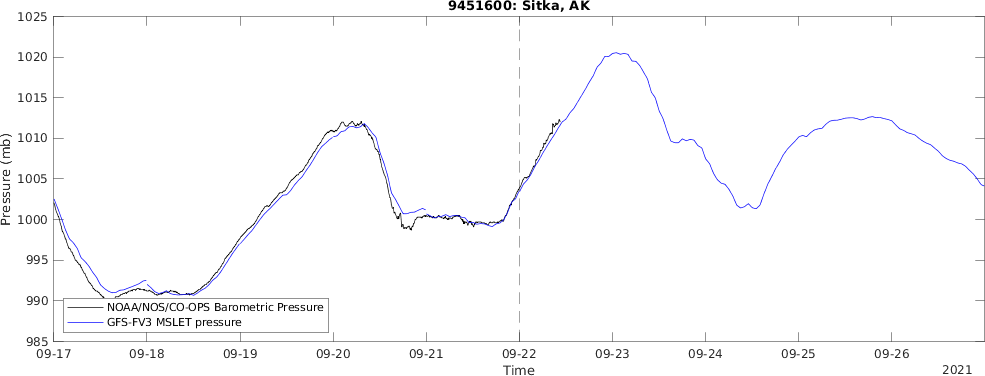 9451600: Sitka, AK
1025
1020
1015
1010
1005
1000
995
990
985
Pressure (mb)
NOAA/NOS/CO-OPS Barometric Pressure
GFS-FV3 MSLET pressure
09-17 09-18 09-19 09-20 09-21 09-22 09-23 09-24 09-25 09-26
Time
2021